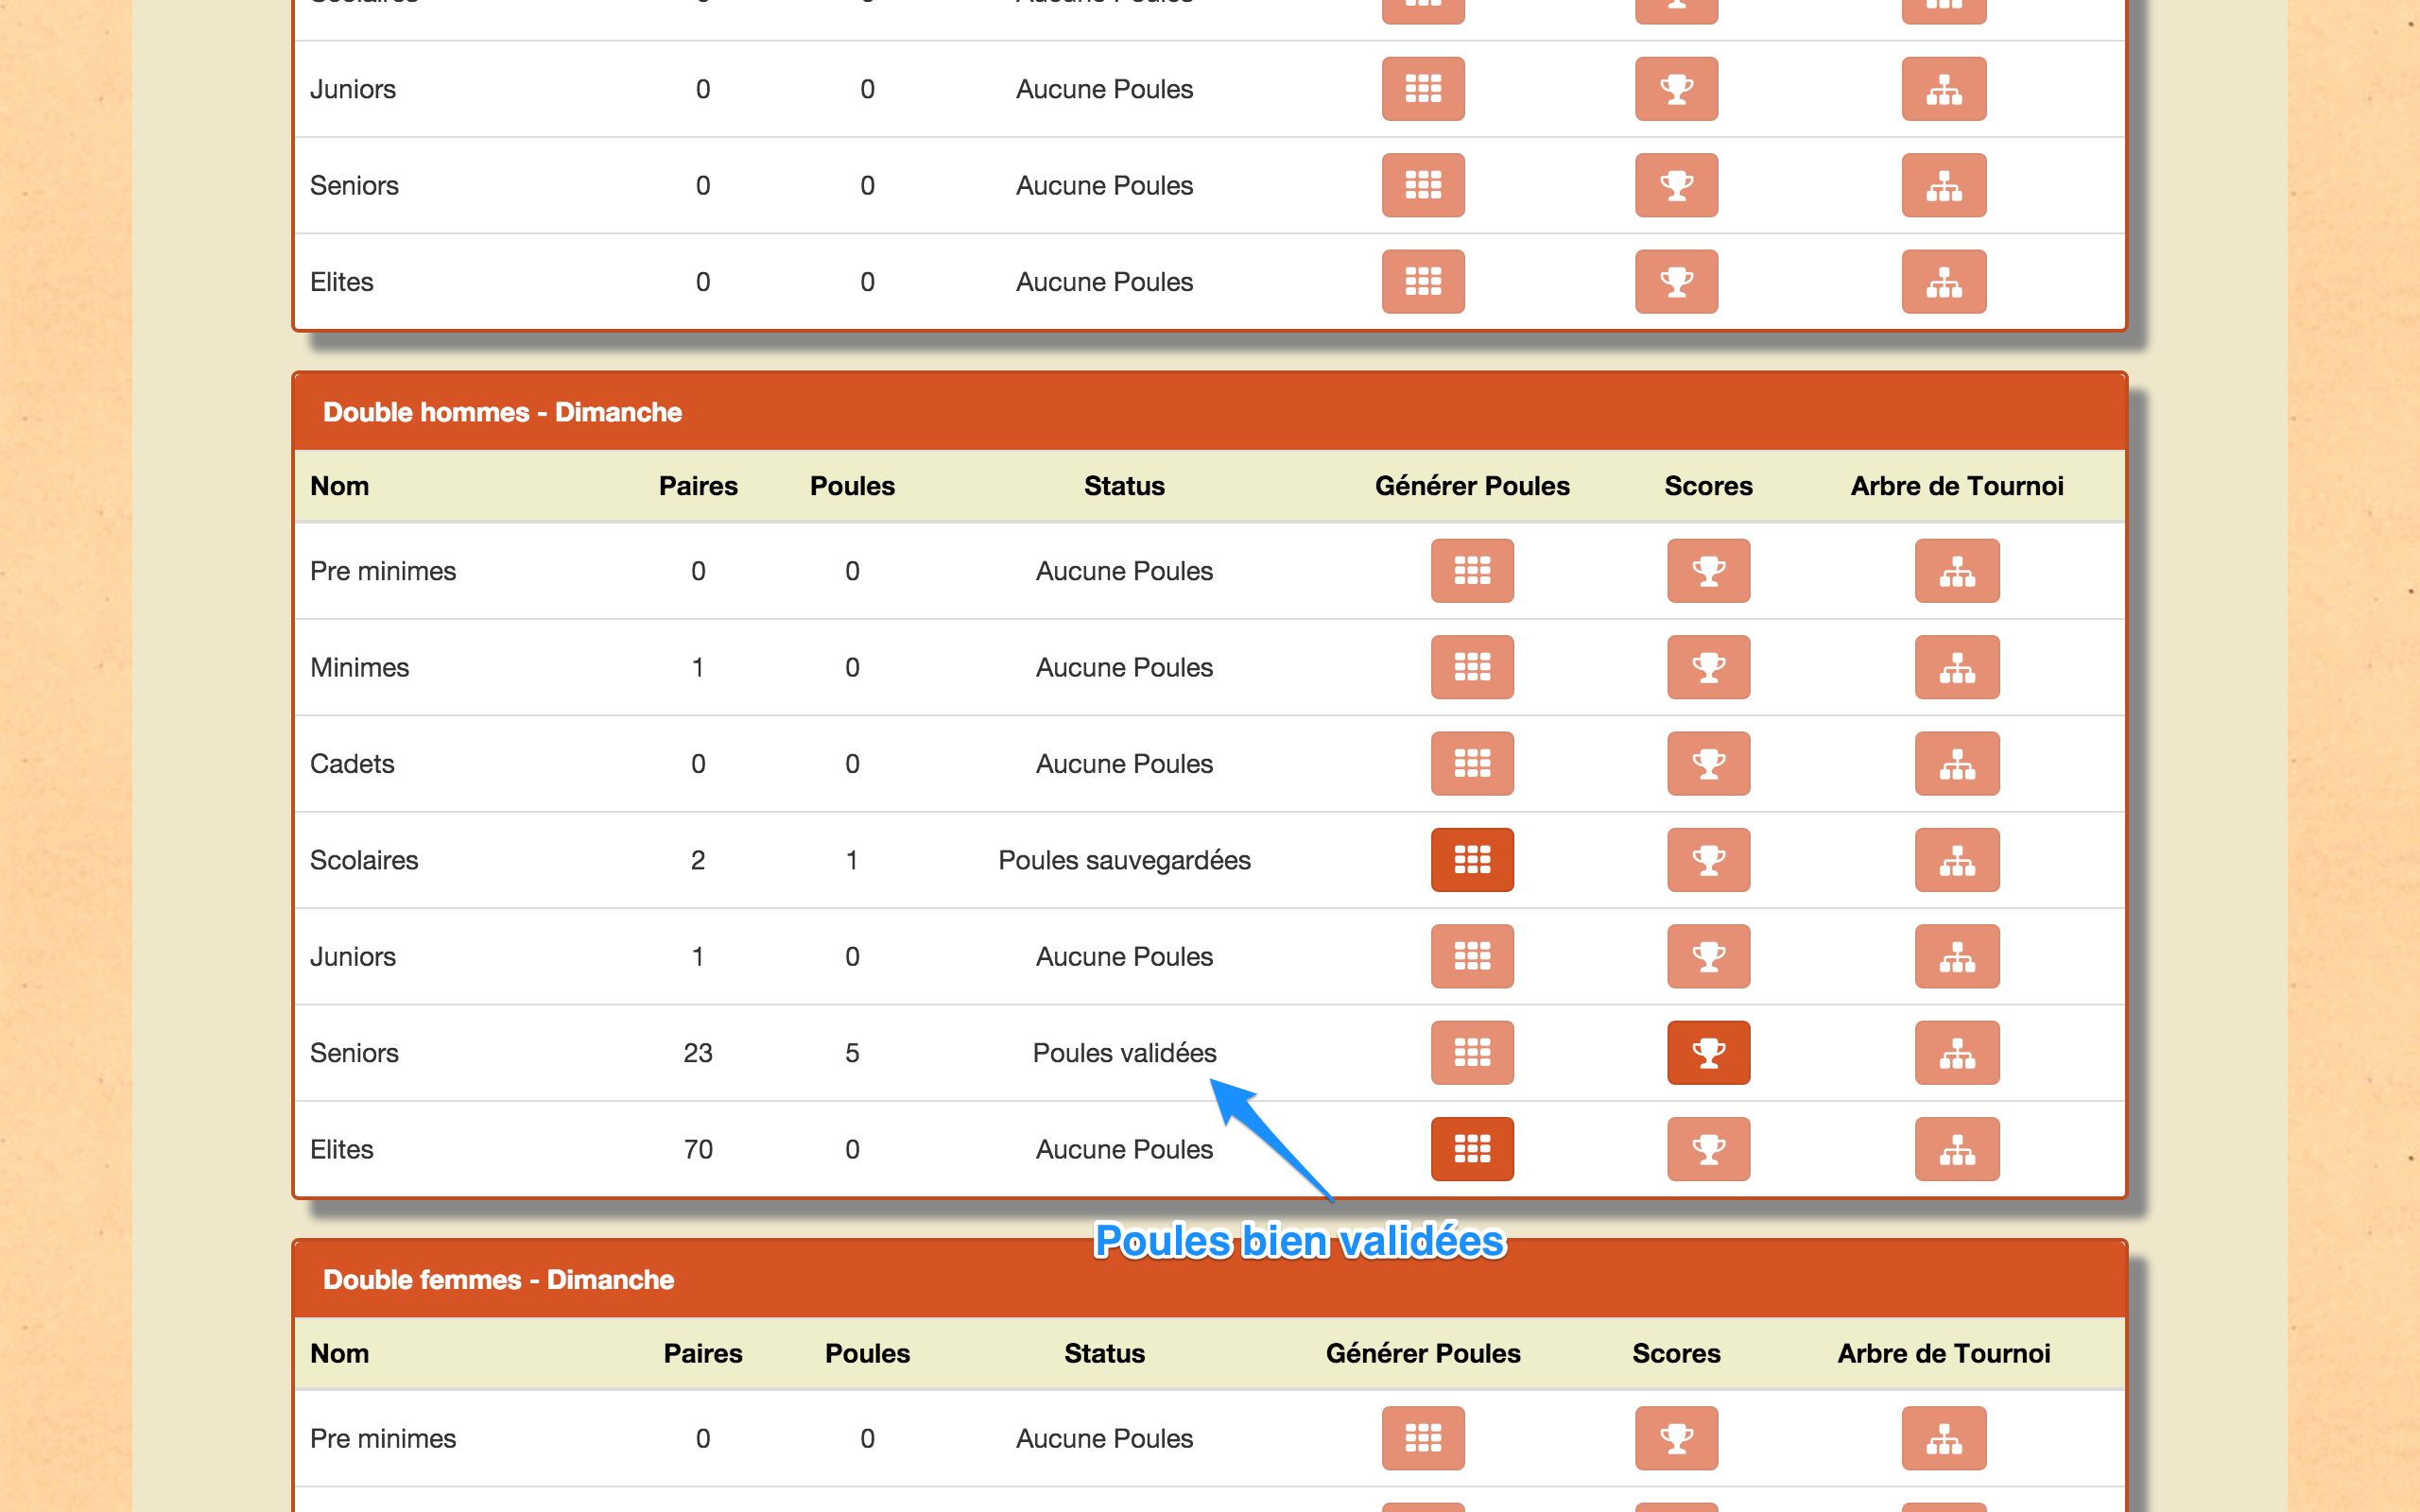 Juniors 0 0 Aucune Poules
Seniors 0 0 Aucune Poules
Elites 0 0 Aucune Poules
Double hommes - Dimanche
Nom Paires Poules Status Générer Poules Scores Arbre de Tournoi
Pre minimes 0 0 Aucune Poules
Minimes 1 0 Aucune Poules
Cadets 0 0 Aucune Poules
Scolaires 2 1 Poules sauvegardées
Juniors 1 0 Aucune Poules
Seniors 23 5 Poules validées
Elites 70 0 Aucune Poules
Poules bien validées
Double femmes - Dimanche
Nom Paires Poules Status Générer Poules Scores Arbre de Tournoi
Pre minimes 0 0 Aucune Poules